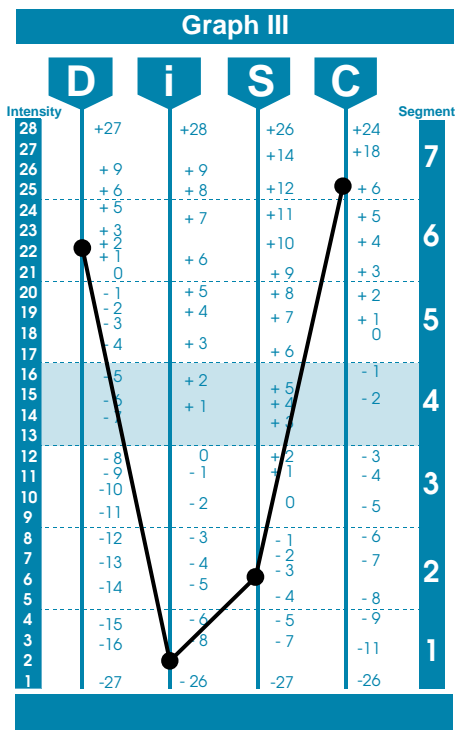 Graph III
D i S C
Intensity Segment
28 +27 +28 +26 +24
27 +14 +18 7
26 + 9 + 9
25 + 6 + 8 +12 + 6
24 + 5 + 7 +11 + 5
23 + 3 6
+ 2 +10 + 4
22 + 1 + 6
21 0 + 9 + 3
20 - 1 + 5 + 8 + 2
19 - 2 + 4 + 7 + 1 5
- 3
18 0
- 4 + 3
17 + 6
16 - 5 + 2 - 1
15 - 6 + 5 - 2 4
+ 1 + 4
14 - 7 + 3
13
12 - 8 0 + 2 - 3
11 - 9 - 1 + 1 - 4 3
-10
10 - 2 0 - 5
9 -11
8 -12 - 3 - 1 - 6
7 -13 - 4 - 2 - 7
- 3 2
6 -14 - 5
5 - 4 - 8
4 -15 - 6 - 5 - 9
3 -16 8 - 7 -11 1
2
1 -27 - 26 -27 -26